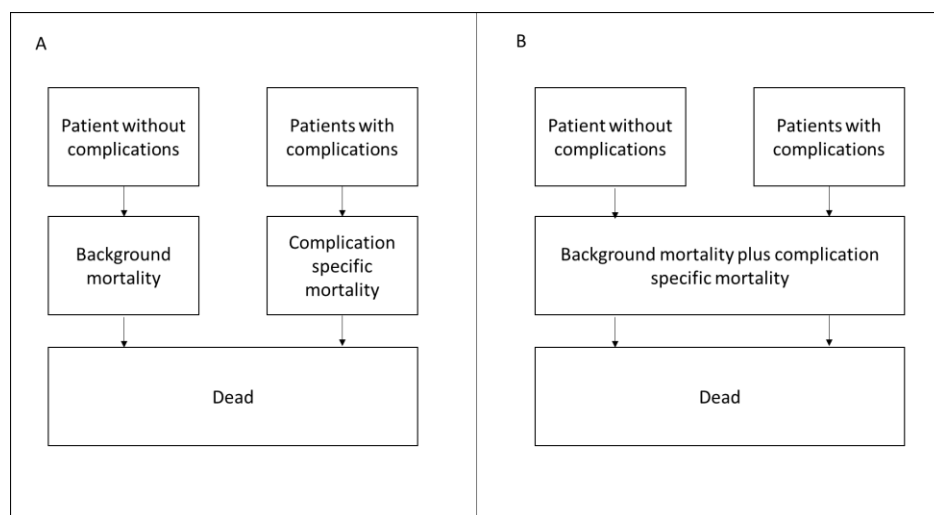 A
Patient without
complications
Patients with
complications
Background
mortality
Complication
specific
mortality
Dead
B
Patient without
complications
Patients with
complications
Background mortality plus complication
specific mortality
Dead